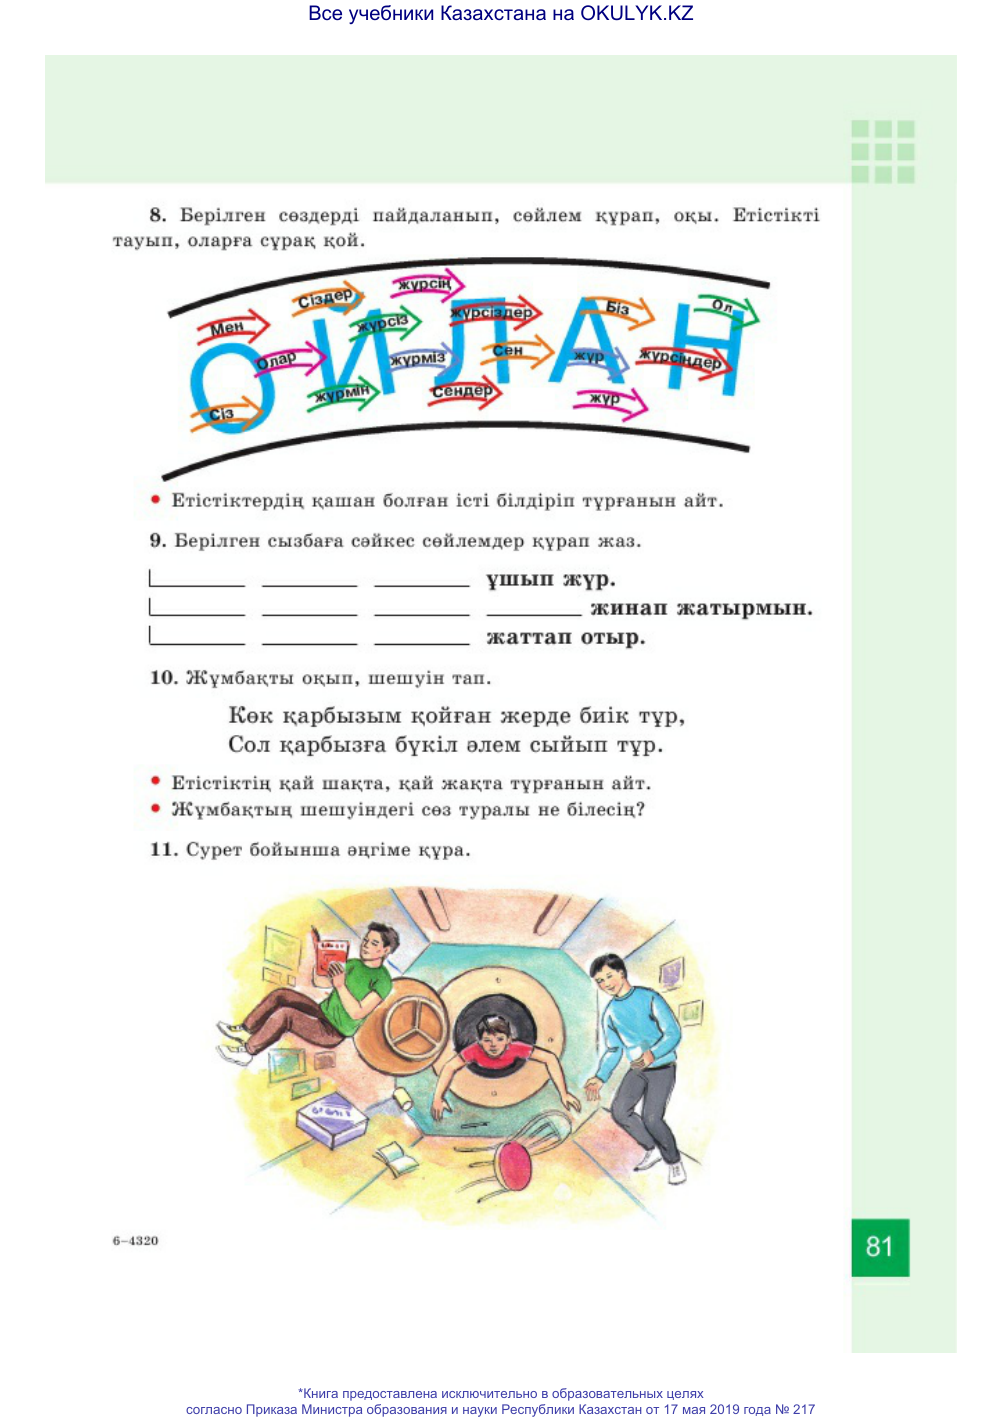 Все учебники Казахстана на OKULYK.KZ
8. Берілген сөздерді пайдаланып, сөйлем құрап, оқы. Етістікті
тауып, оларға сұрақ қой.
ОЙЛАН
Мен
Сіздер
жүрсің
жүрсіз
жүрсіздер
Біз
Ол
Олар
жүрміз
Сен
жүр
жүрсіңдер
жүрмін
Сендер
жүр
Сіз
• Етістіктердің қашан болған істі білдіріп тұрғанын айт.
9. Берілген сызбаға сәйкес сөйлемдер құрап жаз.
ұшып жүр.
жинап жатырмын.
жаттап отыр.
10. Жұмбақты оқып, шешуін тап.
Көк қарбызым қойған жерде биік тұр,
Сол қарбызға бүкіл әлем сыйып тұр.
• Етістіктің қай шақта, қай жақта тұрғанын айт.
• Жұмбақтың шешуіндегі сөз туралы не білесің?
11. Сурет бойынша әңгіме құра.
6–4320
81
*Книга предоставлена исключительно в образовательных целях
согласно Приказа Министра образования и науки Республики Казахстан от 17 мая 2019 года № 217